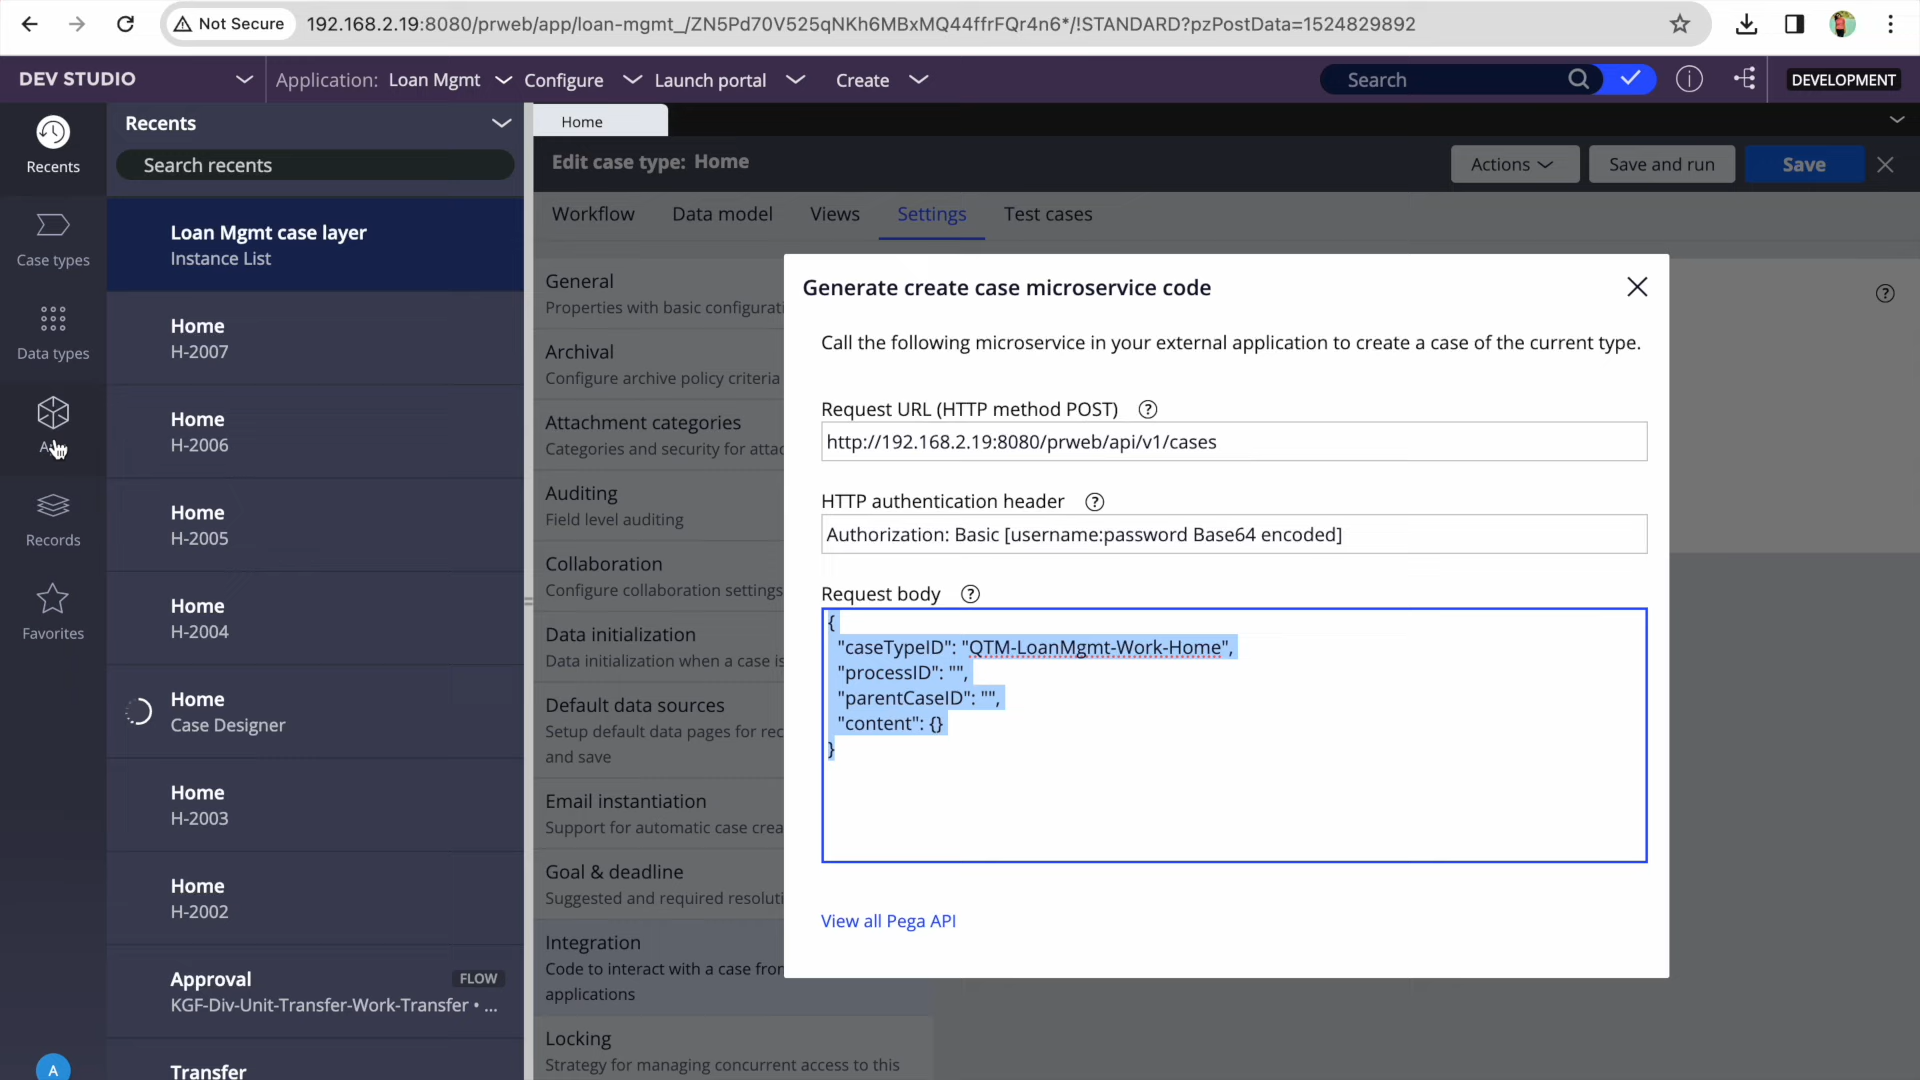 Not Secure
192.168.2.19:8080/prweb/app/loan-mgmt_/ZN5Pd70V525qNKh6MBxMQ44ffrFQr4n6*/!STANDARD?pzPostData=1524829892
DEV STUDIO
Application: Loan Mgmt
Configure
Launch portal
Create
Search
DEVELOPMENT
Recents
Case types
Data types
Records
Favorites
A
Recents
Search recents
Loan Mgmt case layer
Instance List
Home
H-2007
Home
H-2006
Home
H-2005
Home
H-2004
Home
Case Designer
Home
H-2003
Home
H-2002
Approval
FLOW
KGF-Div-Unit-Transfer-Work-Transfer • ...
Transfer
Home
Edit case type: Home
Actions
Save and run
Save
Workflow
Data model
Views
Settings
Test cases
General
Properties with basic configurati
Archival
Configure archive policy criteria
Attachment categories
Categories and security for attac
Auditing
Field level auditing
Collaboration
Configure collaboration settings
Data initialization
Data initialization when a case is
Default data sources
Setup default data pages for rec
and save
Email instantiation
Support for automatic case crea
Goal & deadline
Suggested and required resoluti
Integration
Code to interact with a case fron
applications
Locking
Strategy for managing concurrent access to this
Generate create case microservice code
Call the following microservice in your external application to create a case of the current type.
Request URL (HTTP method POST)
http://192.168.2.19:8080/prweb/api/v1/cases
HTTP authentication header
Authorization: Basic [username:password Base64 encoded]
Request body
{
"caseTypeID": "QTM-LoanMgmt-Work-Home",
"processID": "",
"parentCaseID": "",
"content": {}
}
View all Pega API